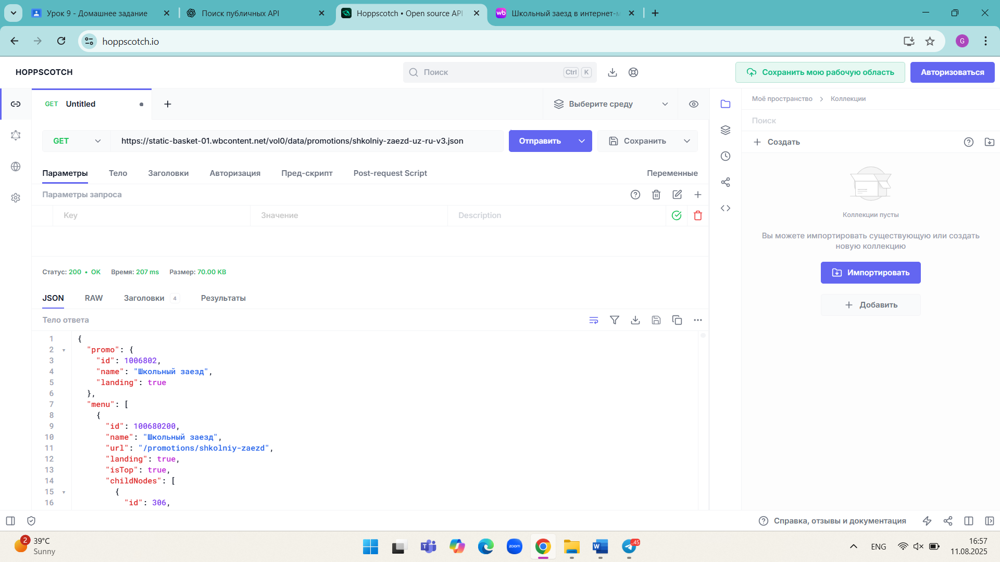 Урок 9 - Домашнее задание
Поиск публичных API
Hoppscotch • Open source API
Школьный заезд в интернет-м
hoppscotch.io
G
HOPPSCOTCH
Поиск
Ctrl K
Сохранить мою рабочую область
Авторизоваться
GET Untitled
Выберите среду
Моё пространство
Коллекции
Поиск
GET
https://static-basket-01.wbcontent.net/vol0/data/promotions/shkolniy-zaezd-uz-ru-v3.json
Отправить
Сохранить
Создать
Параметры
Тело
Заголовки
Авторизация
Пред-скрипт
Post-request Script
Переменные
Параметры запроса
Key
Значение
Description
Коллекции пусты
Вы можете импортировать существующую или создать
новую коллекцию
Импортировать
Добавить
Статус: 200 • OK
Время: 207 ms
Размер: 70.00 KB
JSON
RAW
Заголовки 4
Результаты
Тело ответа
1 {
2 "promo": {
3 "id": 1006802,
4 "name": "Школьный заезд",
5 "landing": true
6 },
7 "menu": [
8 {
9 "id": 100680200,
10 "name": "Школьный заезд",
11 "url": "/promotions/shkolniy-zaezd",
12 "landing": true,
13 "isTop": true,
14 "childNodes": [
15 {
16 "id": 306,
Справка, отзывы и документация
2
39°C
Sunny
wb
zoom
W
.45
ENG
16:57
11.08.2025